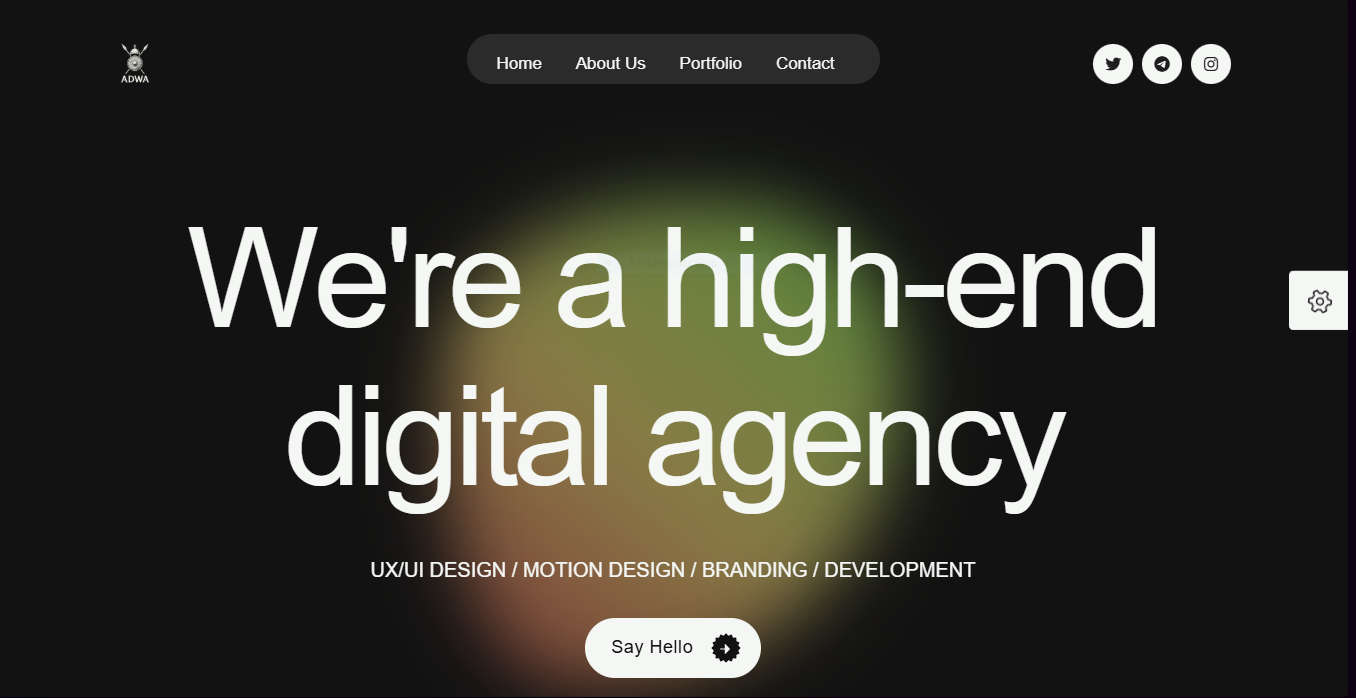 ADWA
Home About Us Portfolio Contact
We're a high-end
digital agency
UX/UI DESIGN / MOTION DESIGN / BRANDING / DEVELOPMENT
Say Hello